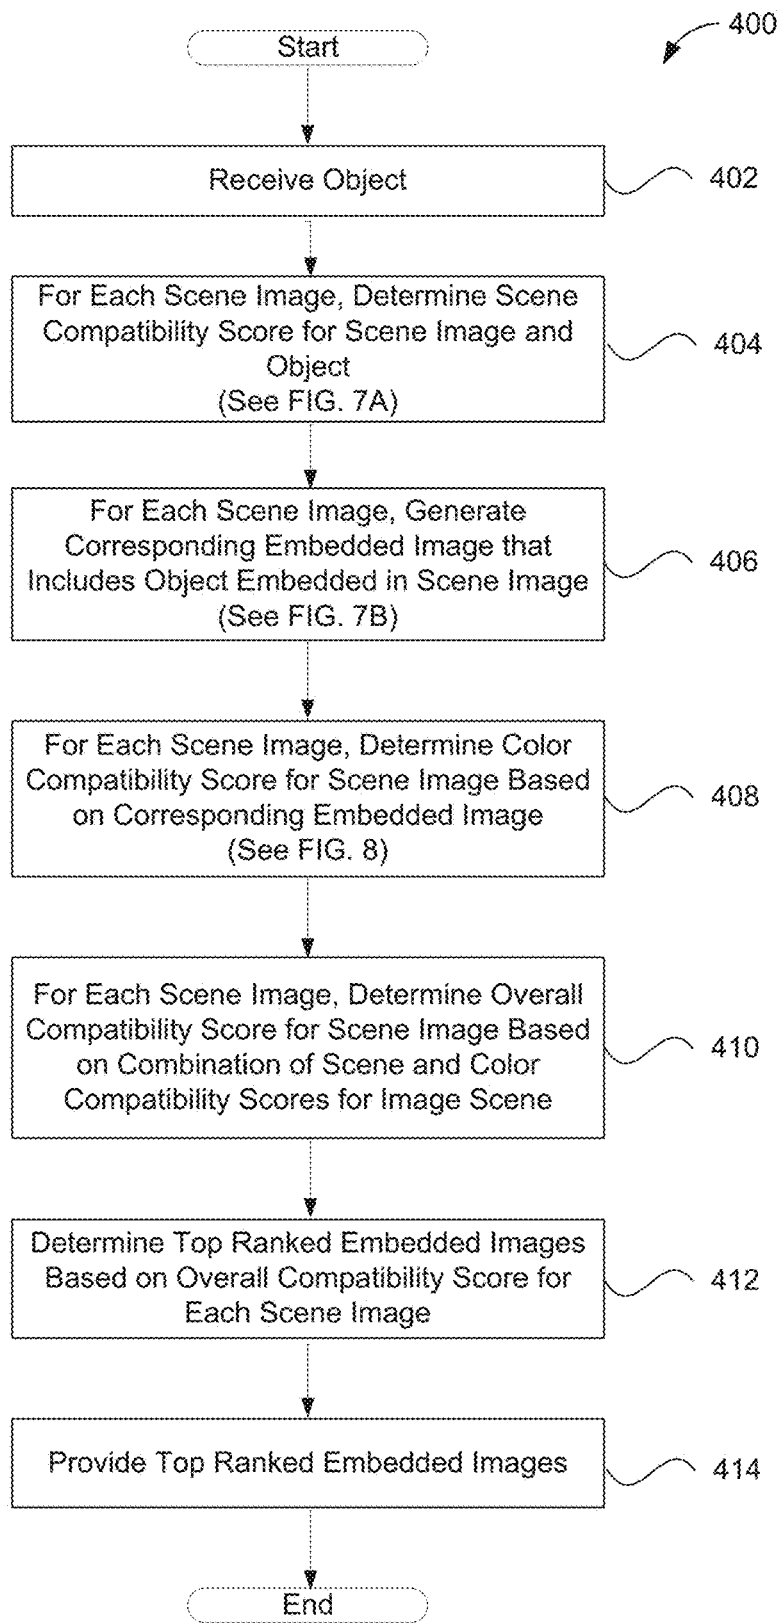 400
Start
Receive Object
402
For Each Scene Image, Determine Scene
Compatibility Score for Scene Image and
Object
(See FIG. 7A)
404
For Each Scene Image, Generate
Corresponding Embedded Image that
Includes Object Embedded in Scene Image
(See FIG. 7B)
406
For Each Scene Image, Determine Color
Compatibility Score for Scene Image Based
on Corresponding Embedded Image
(See FIG. 8)
408
For Each Scene Image, Determine Overall
Compatibility Score for Scene Image Based
on Combination of Scene and Color
Compatibility Scores for Image Scene
410
Determine Top Ranked Embedded Images
Based on Overall Compatibility Score for
Each Scene Image
412
Provide Top Ranked Embedded Images
414
End